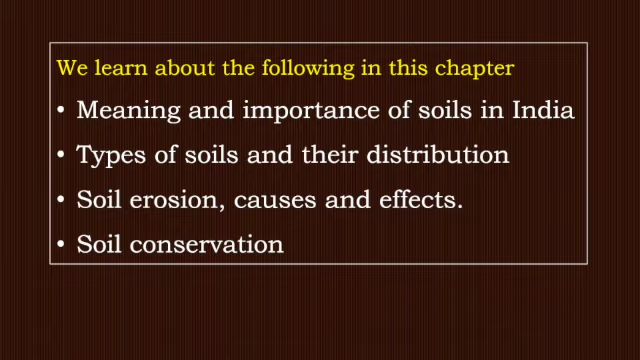 We learn about the following in this chapter
• Meaning and importance of soils in India
• Types of soils and their distribution
• Soil erosion, causes and effects.
• Soil conservation